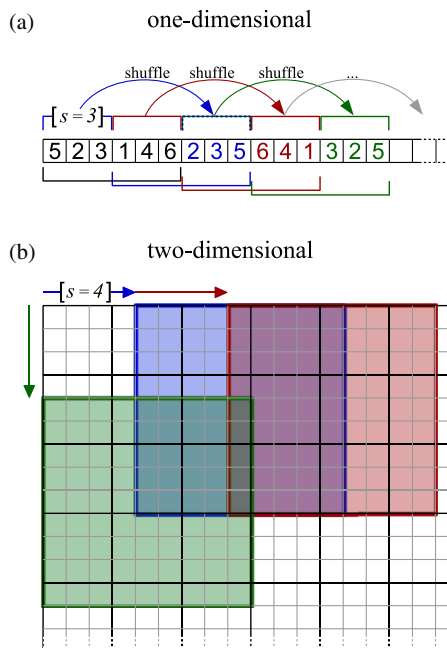 (a) one-dimensional
shuffle shuffle shuffle ...
[s = 3]
5 2 3 1 4 6 2 3 5 6 4 1 3 2 5
(b) two-dimensional
[s = 4]